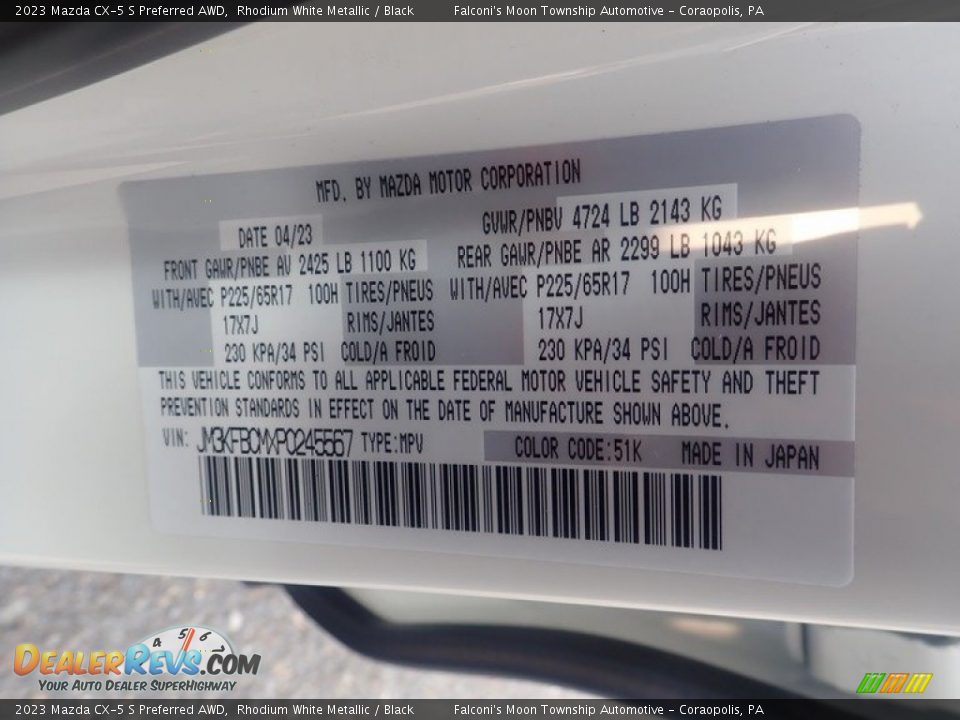 2023 Mazda CX-5 S Preferred AWD, Rhodium White Metallic / Black Falconi's Moon Township Automotive - Coraopolis, PA
MFD. BY MAZDA MOTOR CORPORATION
DATE 04/23 GVWR/PNBV 4724 LB 2143 KG
FRONT GAWR/PNBE AV 2425 LB 1100 KG REAR GAWR/PNBE AR 2299 LB 1043 KG
WITH/AVEC P225/65R17 100H TIRES/PNEUS WITH/AVEC P225/65R17 100H TIRES/PNEUS
17X7J RIMS/JANTES 17X7J RIMS/JANTES
230 KPA/34 PSI COLD/A FROID 230 KPA/34 PSI COLD/A FROID
THIS VEHICLE CONFORMS TO ALL APPLICABLE FEDERAL MOTOR VEHICLE SAFETY AND THEFT
PREVENTION STANDARDS IN EFFECT ON THE DATE OF MANUFACTURE SHOWN ABOVE.
VIN: JM3KFBCMXP0245567 TYPE:MPV COLOR CODE:51K MADE IN JAPAN
4 5 6
DEALERREVS.COM
YOUR AUTO DEALER SUPERHIGHWAY
2023 Mazda CX-5 S Preferred AWD, Rhodium White Metallic / Black Falconi's Moon Township Automotive - Coraopolis, PA